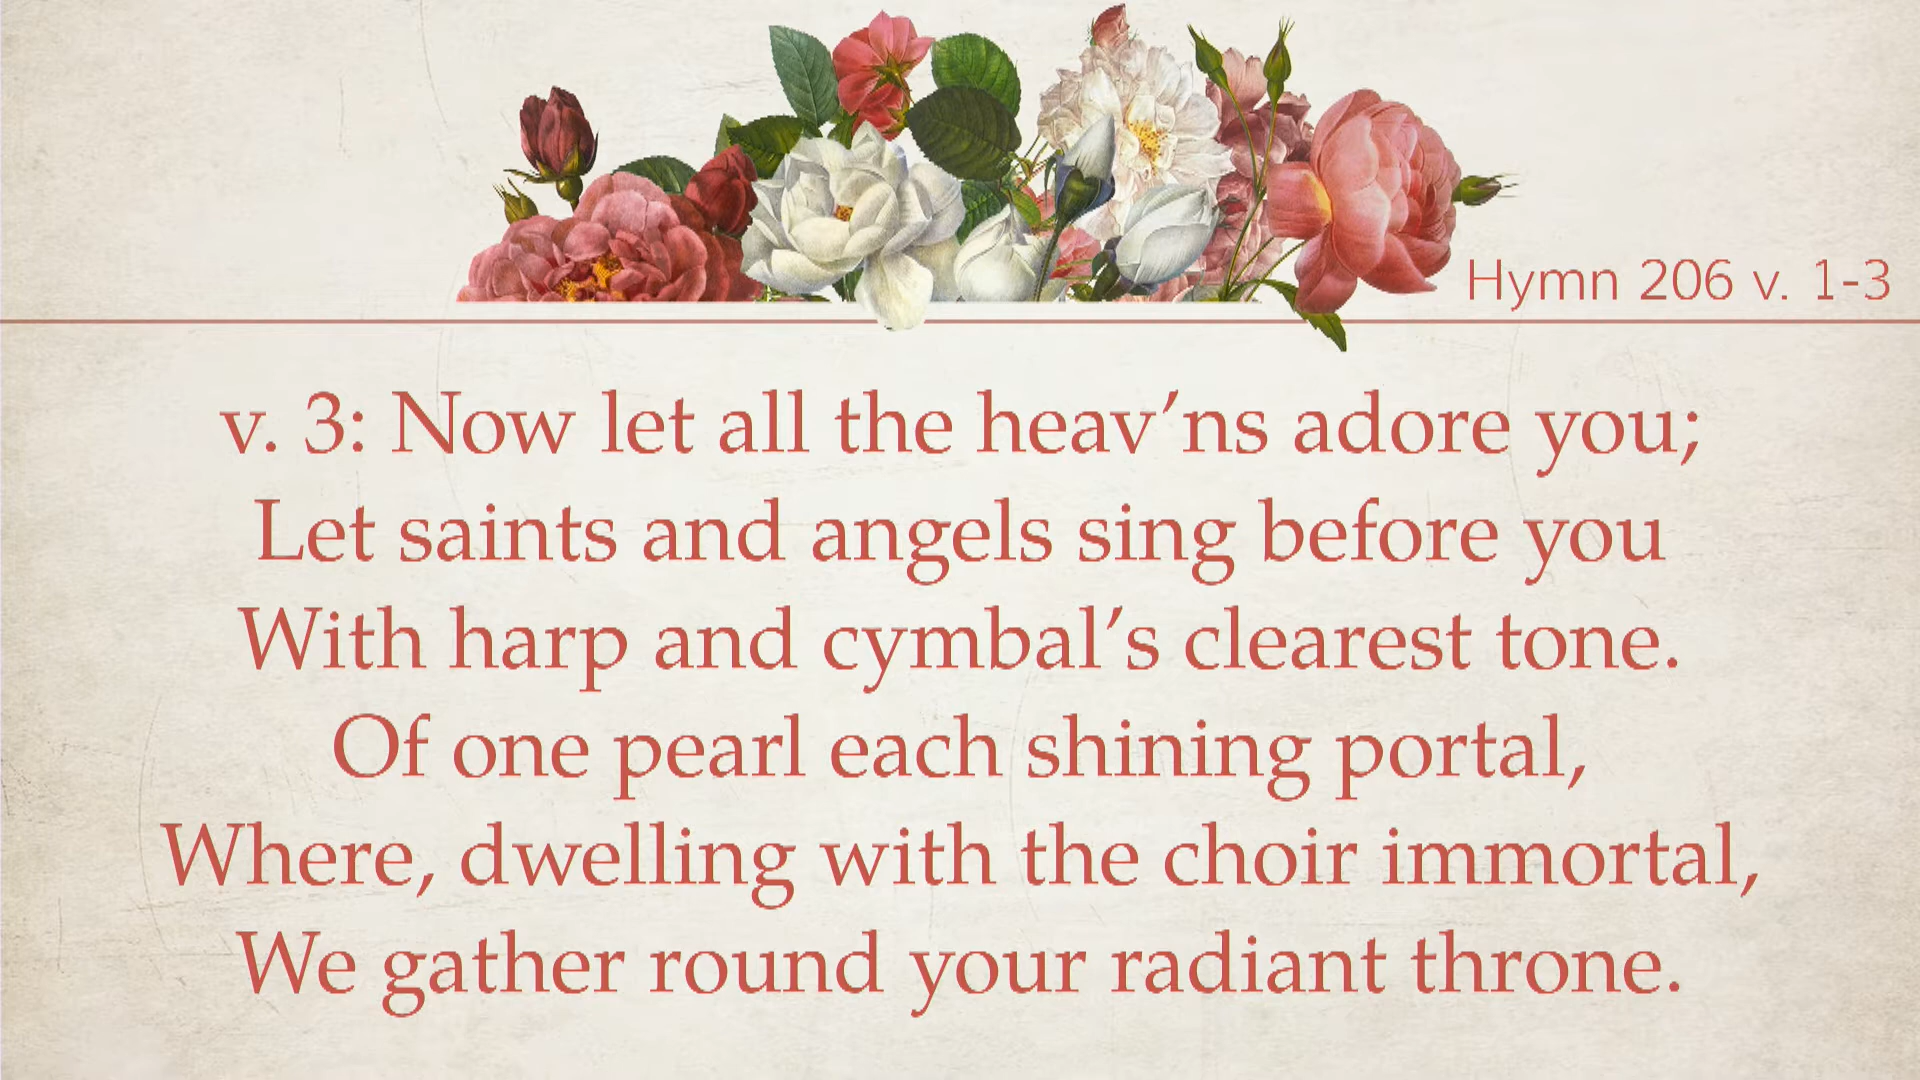 Hymn 206 v. 1-3
v. 3: Now let all the heav’ns adore you;
Let saints and angels sing before you
With harp and cymbal’s clearest tone.
Of one pearl each shining portal,
Where, dwelling with the choir immortal,
We gather round your radiant throne.